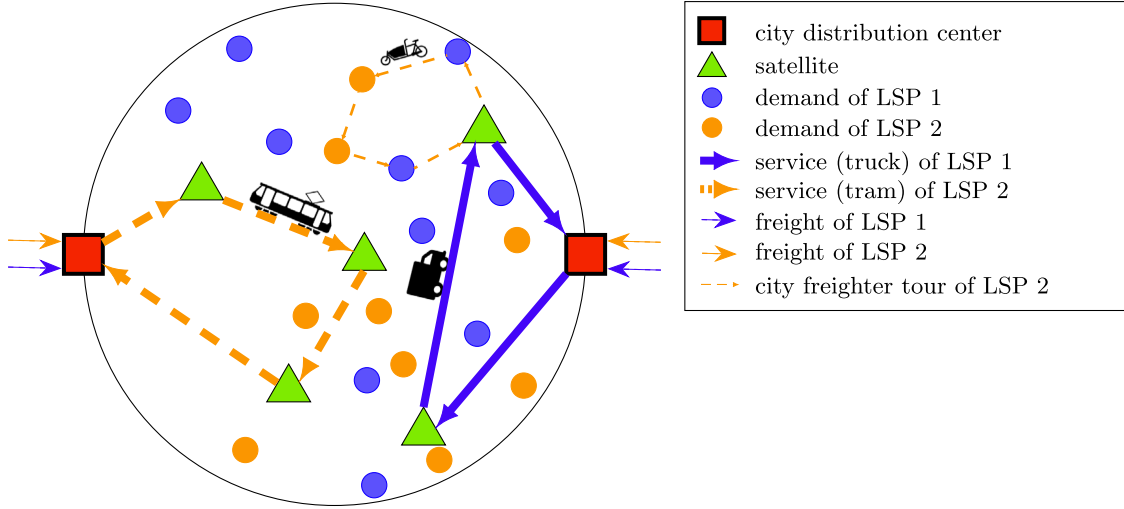 city distribution center
satellite
demand of LSP 1
demand of LSP 2
service (truck) of LSP 1
service (tram) of LSP 2
freight of LSP 1
freight of LSP 2
city freighter tour of LSP 2